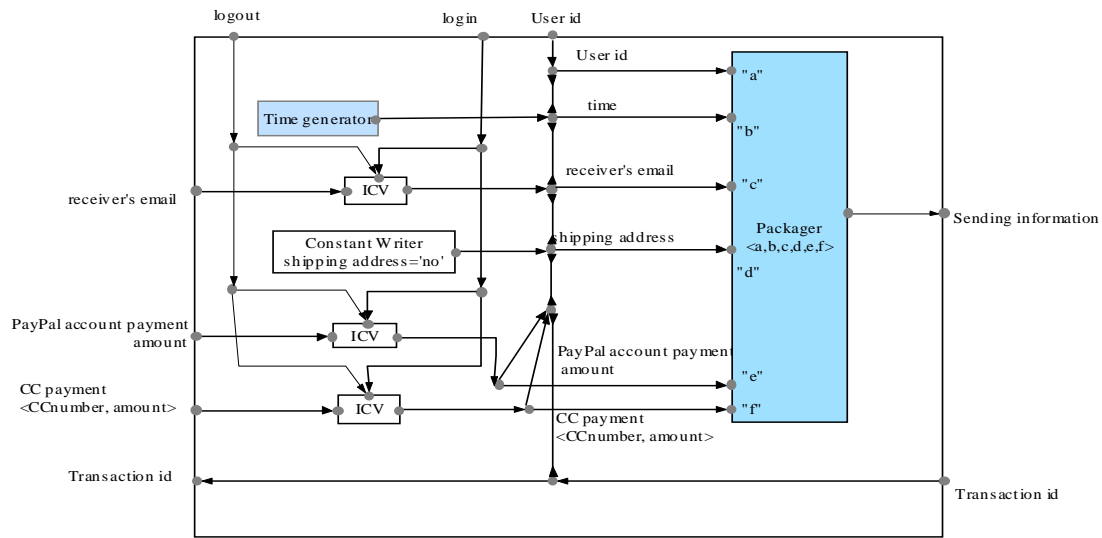 logout
login
User id
User id
"a"
Time generator
time
"b"
receiver's email
receiver's email
ICV
"c"
Sending information
Constant Writer
shipping address='no'
shipping address
Packager
<a,b,c,d,e,f>
"d"
PayPal account payment
amount
ICV
PayPal account payment
amount
"e"
CC payment
<CCnumber, amount>
ICV
"f"
CC payment
<CCnumber, amount>
Transaction id
Transaction id